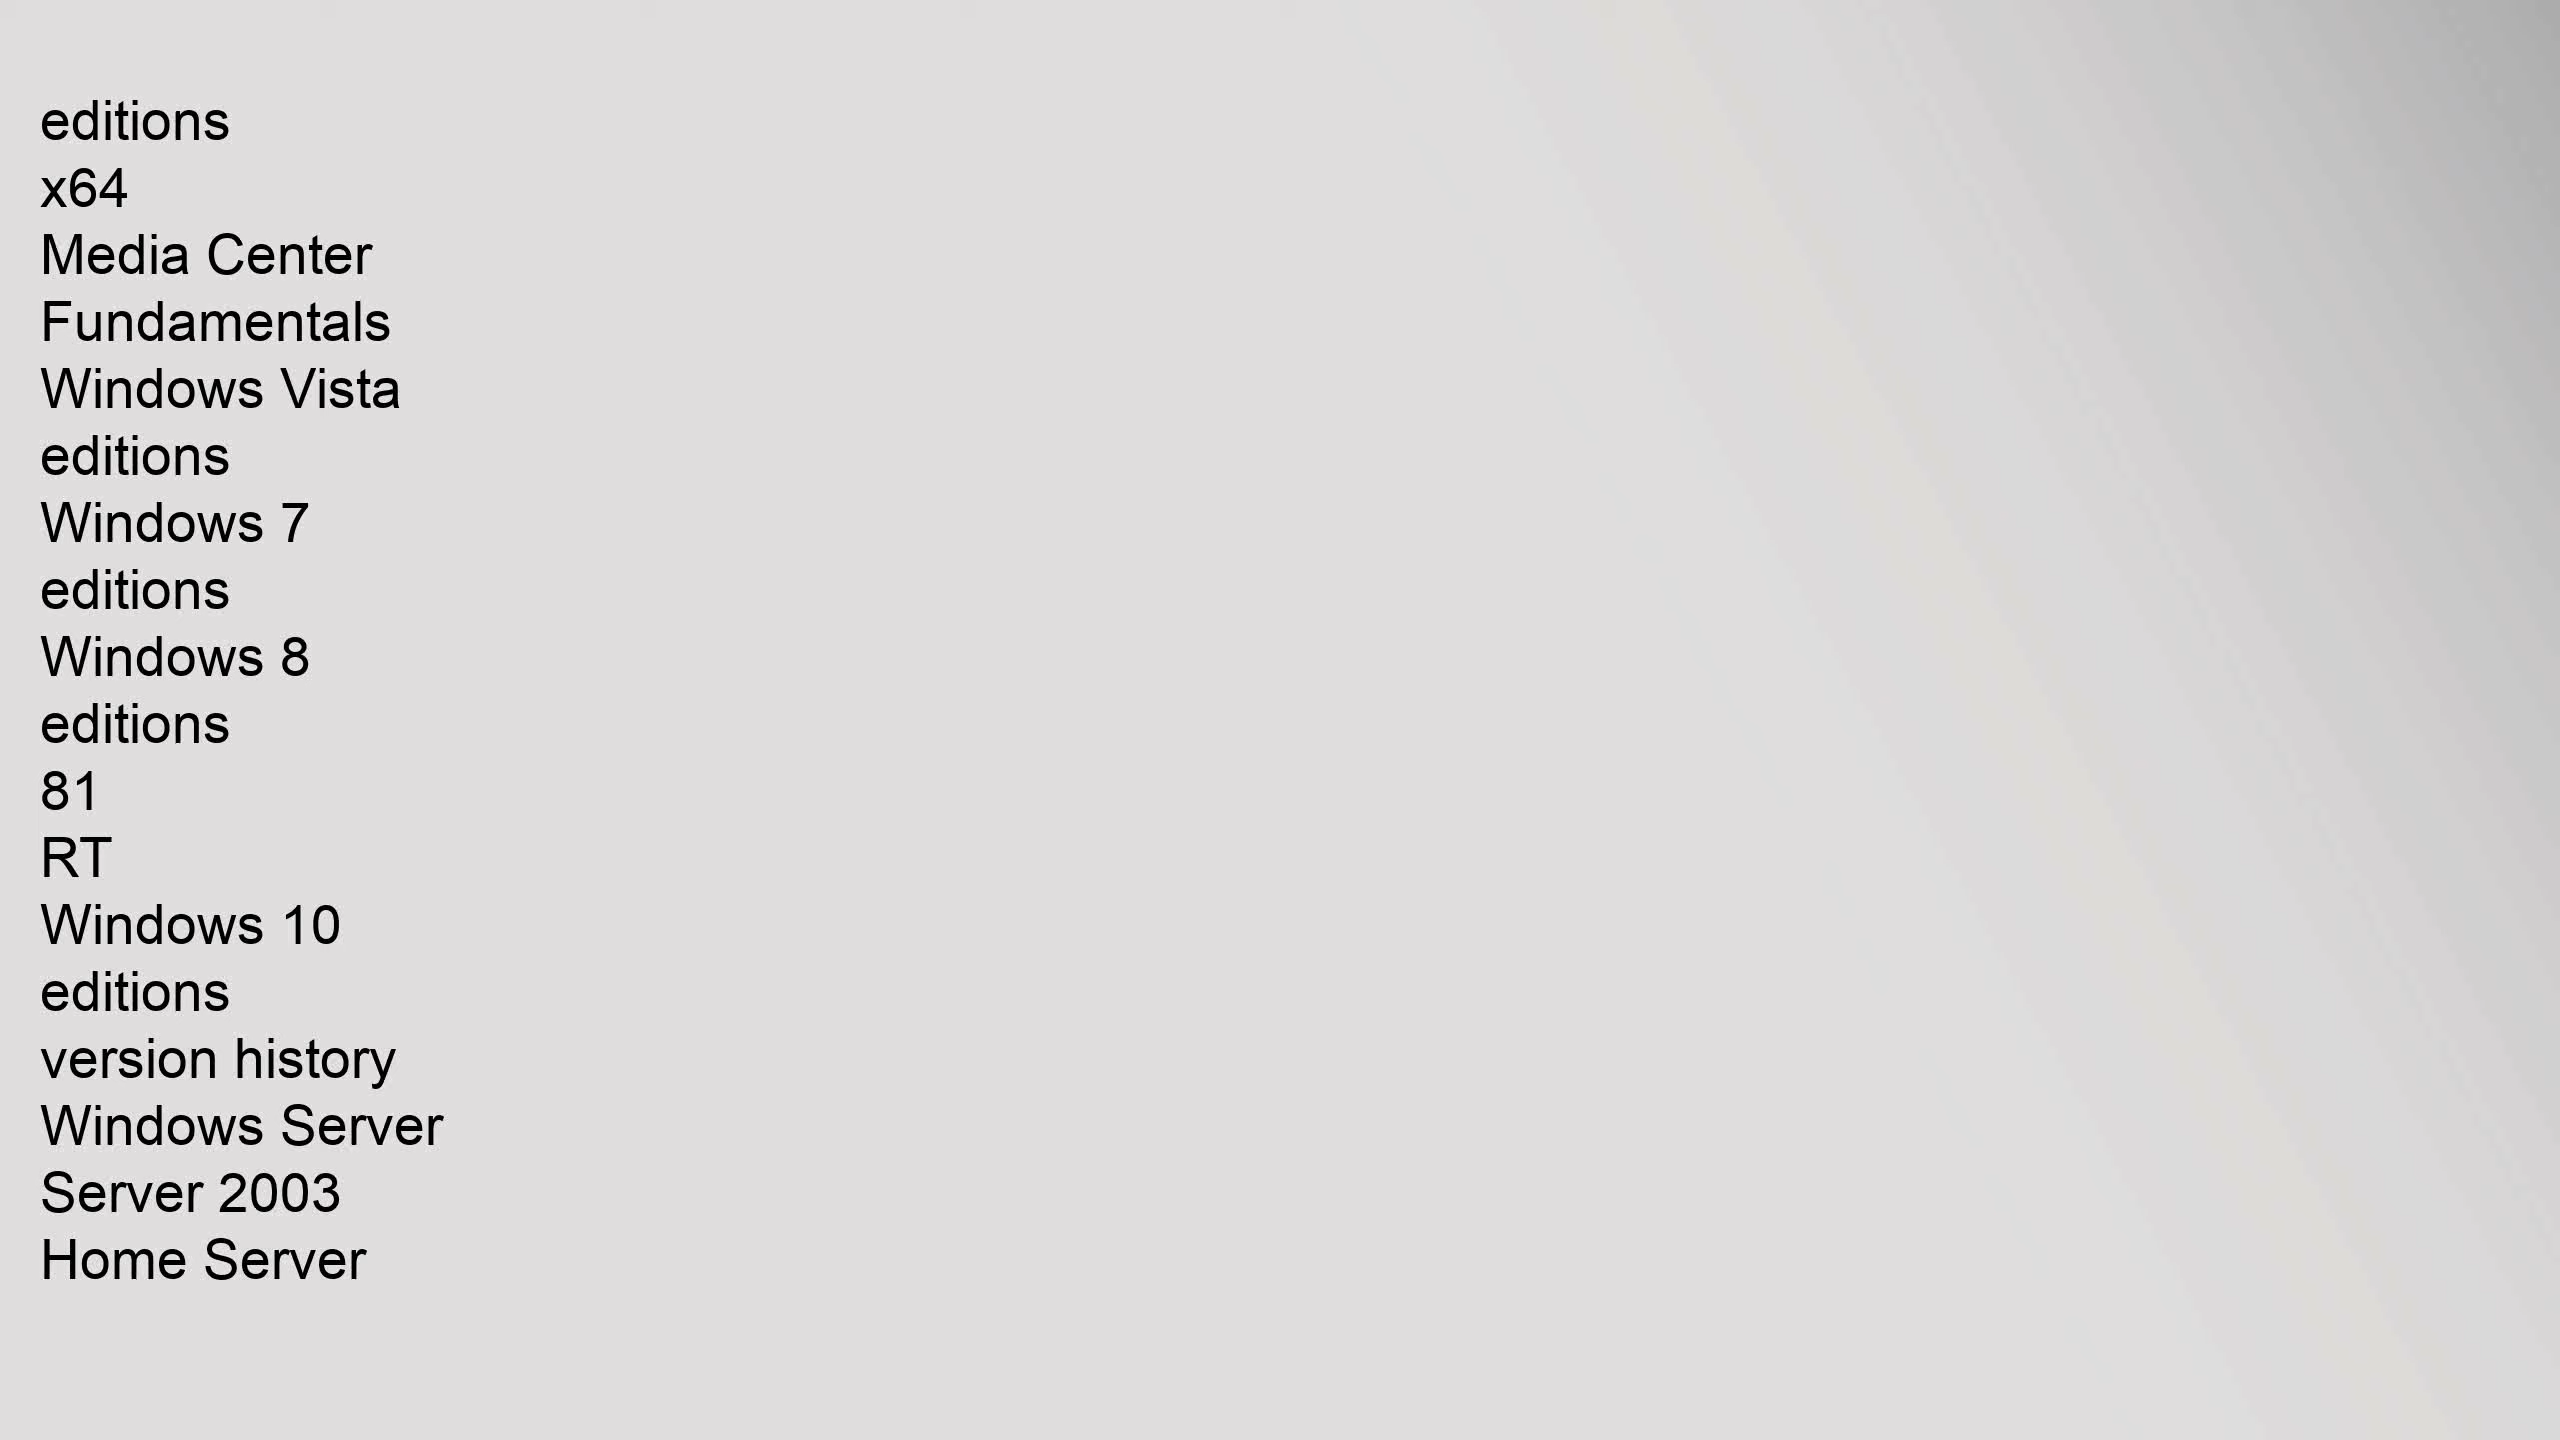 editions
x64
Media Center
Fundamentals
Windows Vista
editions
Windows 7
editions
Windows 8
editions
81
RT
Windows 10
editions
version history
Windows Server
Server 2003
Home Server